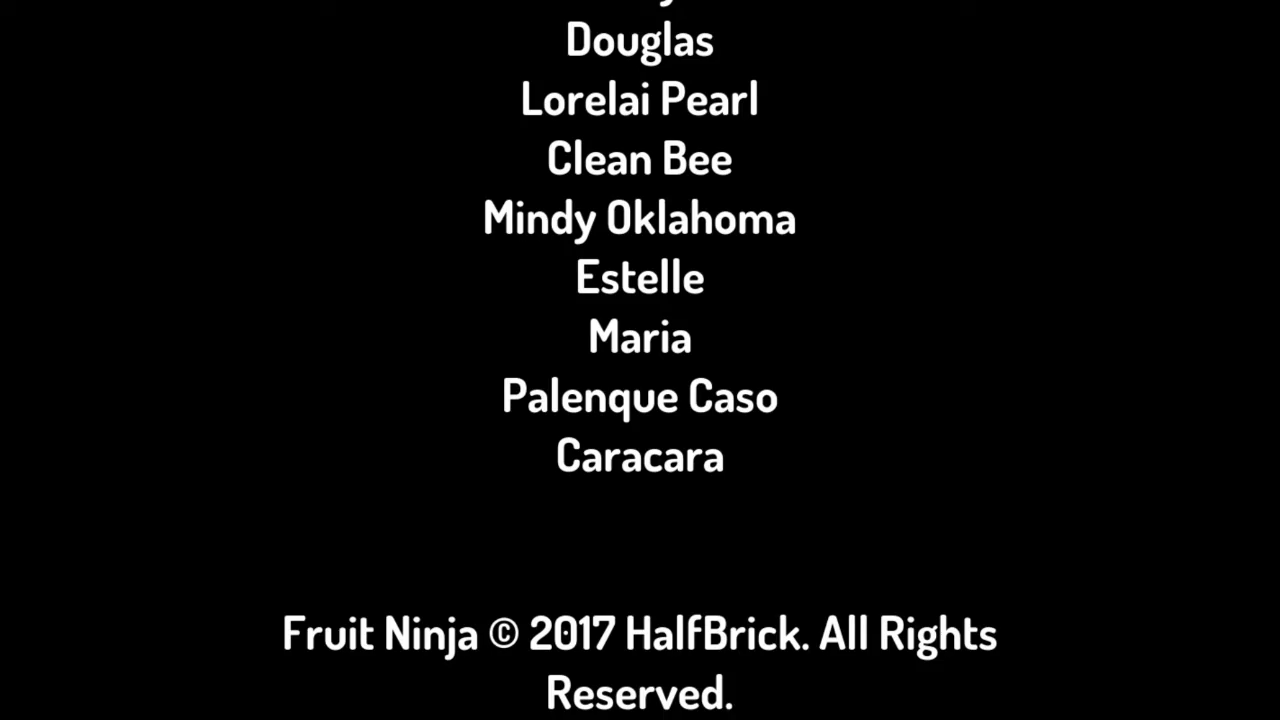 Douglas
Lorelai Pearl
Clean Bee
Mindy Oklahoma
Estelle
Maria
Palenque Caso
Caracara
Fruit Ninja © 2017 HalfBrick. All Rights
Reserved.